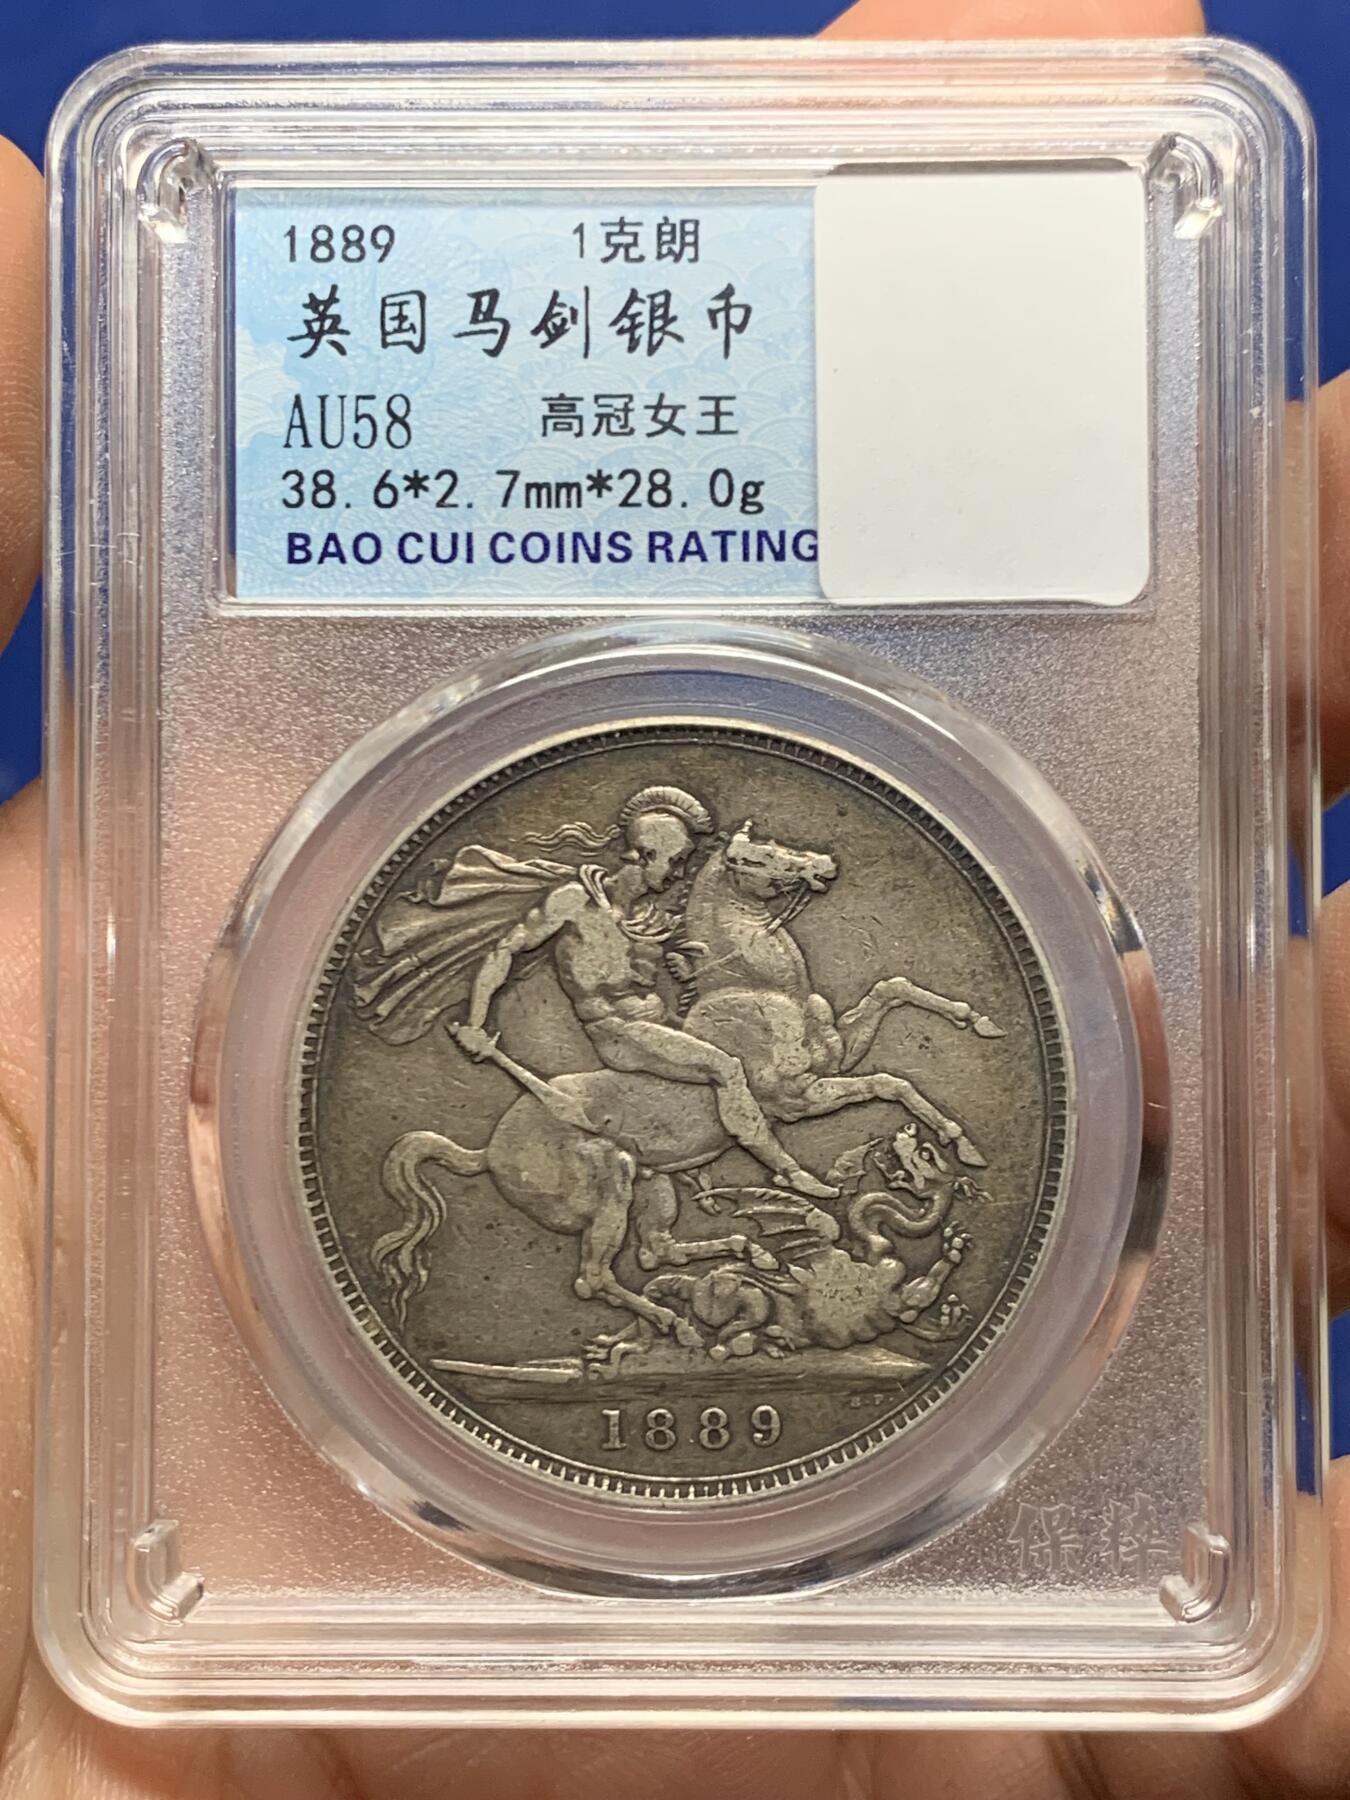 1889 1克朗
英国马剑银币
AU58 高冠女王
38.6*2.7mm*28.0g
BAO CUI COINS RATING
B.P.
1889
保粹